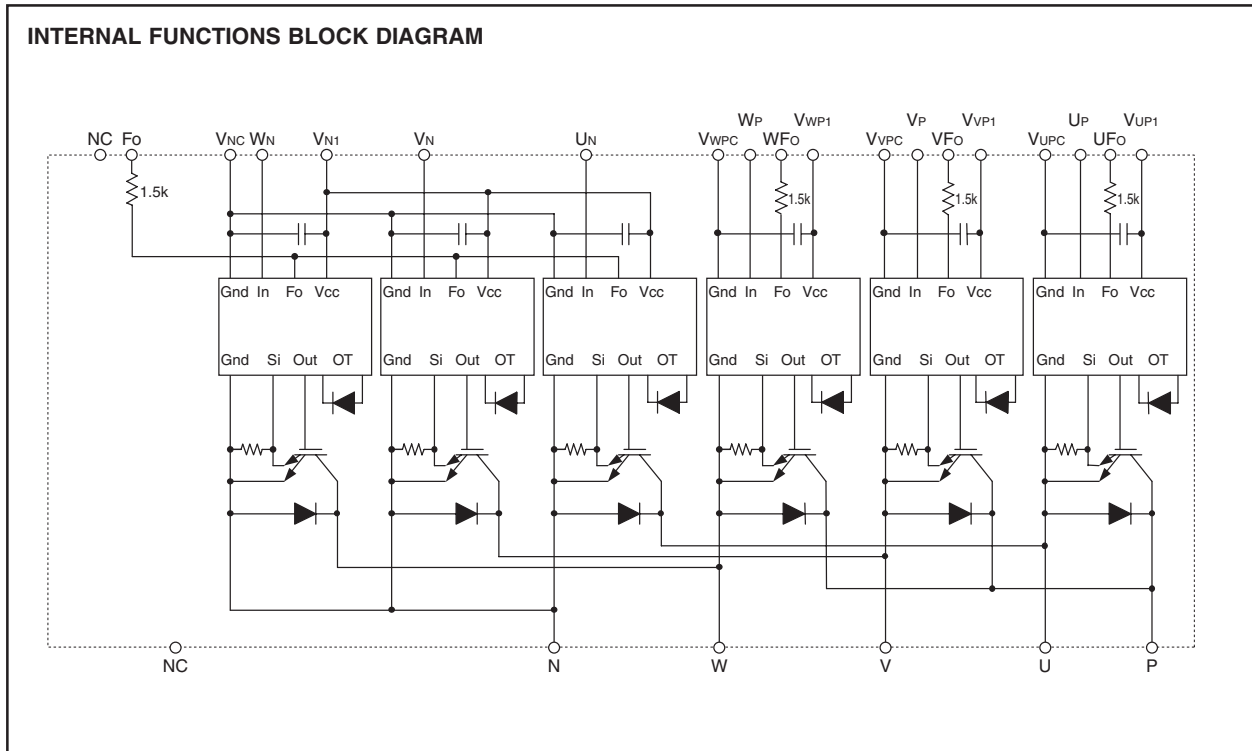 INTERNAL FUNCTIONS BLOCK DIAGRAM
WP VWP1 VP VVP1 UP VUP1
NC FO VNC WN VN1 VN UN VWPC WFO VVPC VFO VUPC UFO
1.5k 1.5k 1.5k 1.5k
Gnd In Fo Vcc Gnd In Fo Vcc Gnd In Fo Vcc Gnd In Fo Vcc Gnd In Fo Vcc Gnd In Fo Vcc
Gnd Si Out OT Gnd Si Out OT Gnd Si Out OT Gnd Si Out OT Gnd Si Out OT Gnd Si Out OT
NC N W V U P